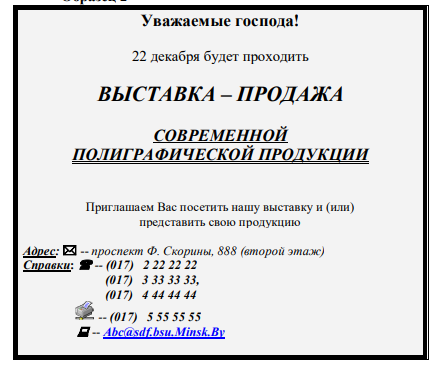 Образец 2
Уважаемые господа!
22 декабря будет проходить
ВЫСТАВКА – ПРОДАЖА
СОВРЕМЕННОЙ
ПОЛИГРАФИЧЕСКОЙ ПРОДУКЦИИ
Приглашаем Вас посетить нашу выставку и (или)
представить свою продукцию
Адрес: ✉ -- проспект Ф. Скорины, 888 (второй этаж)
Справки: ☎ -- (017) 2 22 22 22
(017) 3 33 33 33,
(017) 4 44 44 44
-- (017) 5 55 55 55
-- Abc@sdf.bsu.Minsk.By